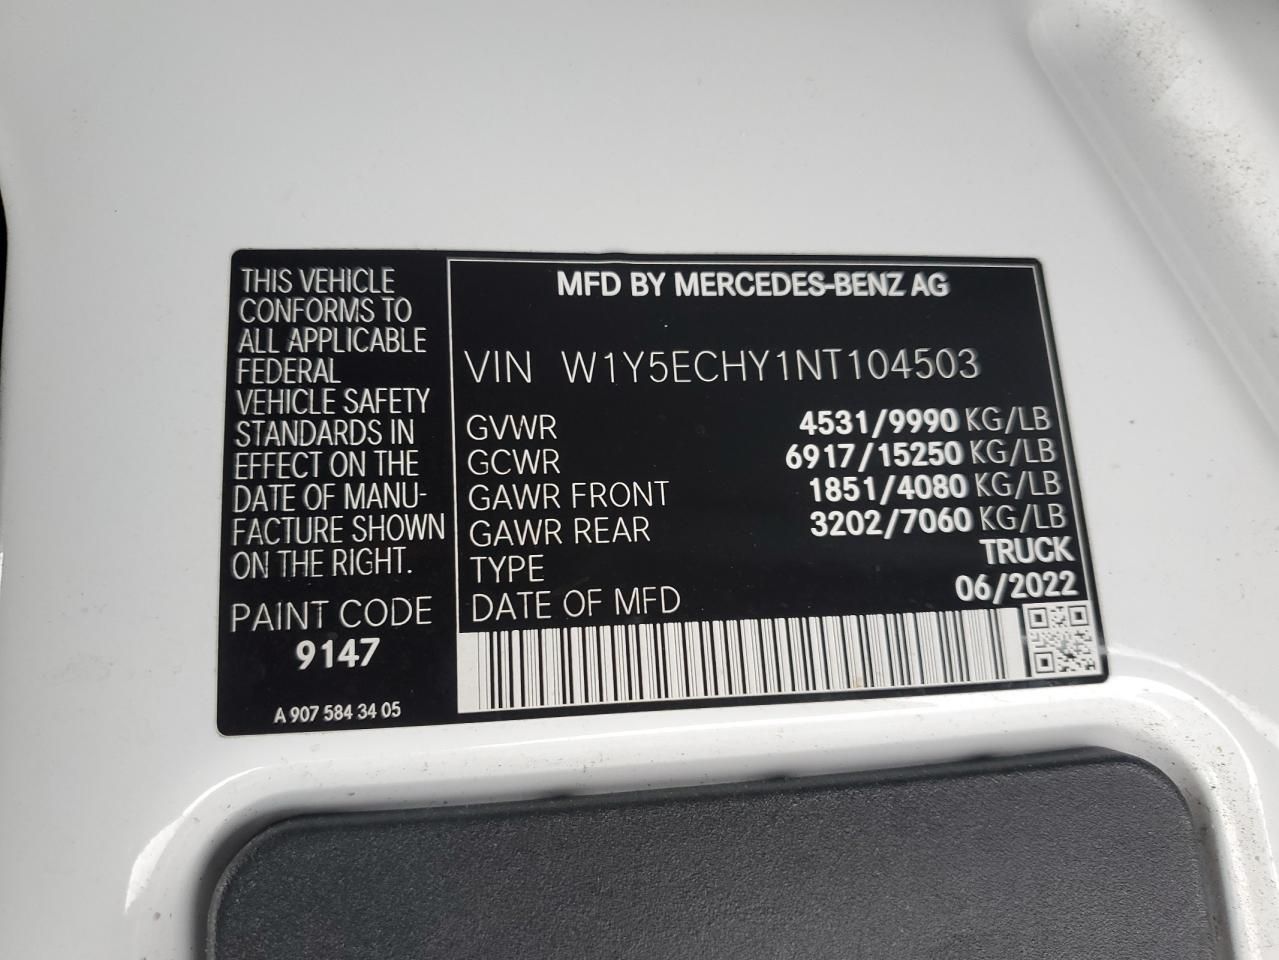 THIS VEHICLE
CONFORMS TO
ALL APPLICABLE
FEDERAL
VEHICLE SAFETY
STANDARDS IN
EFFECT ON THE
DATE OF MANU-
FACTURE SHOWN
ON THE RIGHT.
PAINT CODE
9147
A 907 584 34 05
MFD BY MERCEDES-BENZ AG
VIN W1Y5ECHY1NT104503
GVWR 4531/9990 KG/LB
GCWR 6917/15250 KG/LB
GAWR FRONT 1851/4080 KG/LB
GAWR REAR 3202/7060 KG/LB
TYPE TRUCK
DATE OF MFD 06/2022